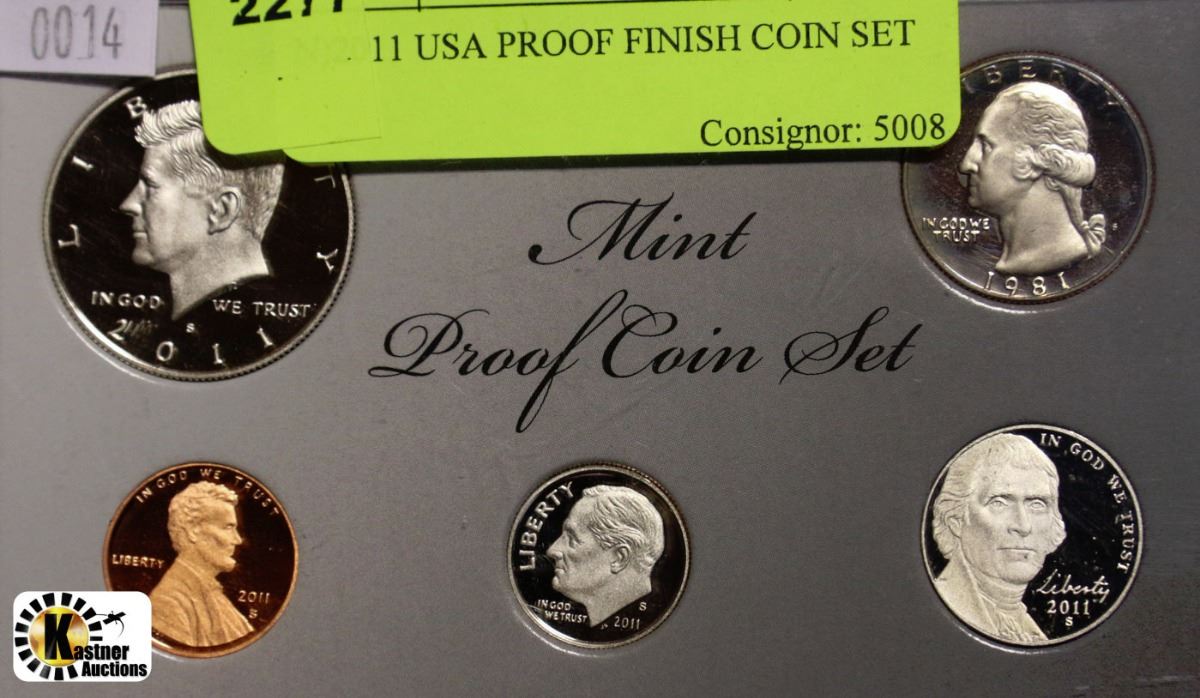 0014
11 USA PROOF FINISH COIN SET
Consignor: 5008
LIBERTY
IN GOD WE TRUST
S
2011
LIBERTY
IN GOD WE
TRUST
S
1981
Mint
Proof Coin Set
IN GOD WE TRUST
LIBERTY
2011
S
LIBERTY
IN GOD
WE TRUST
S
2011
IN GOD WE TRUST
Liberty
2011
S
Kastner
Auctions